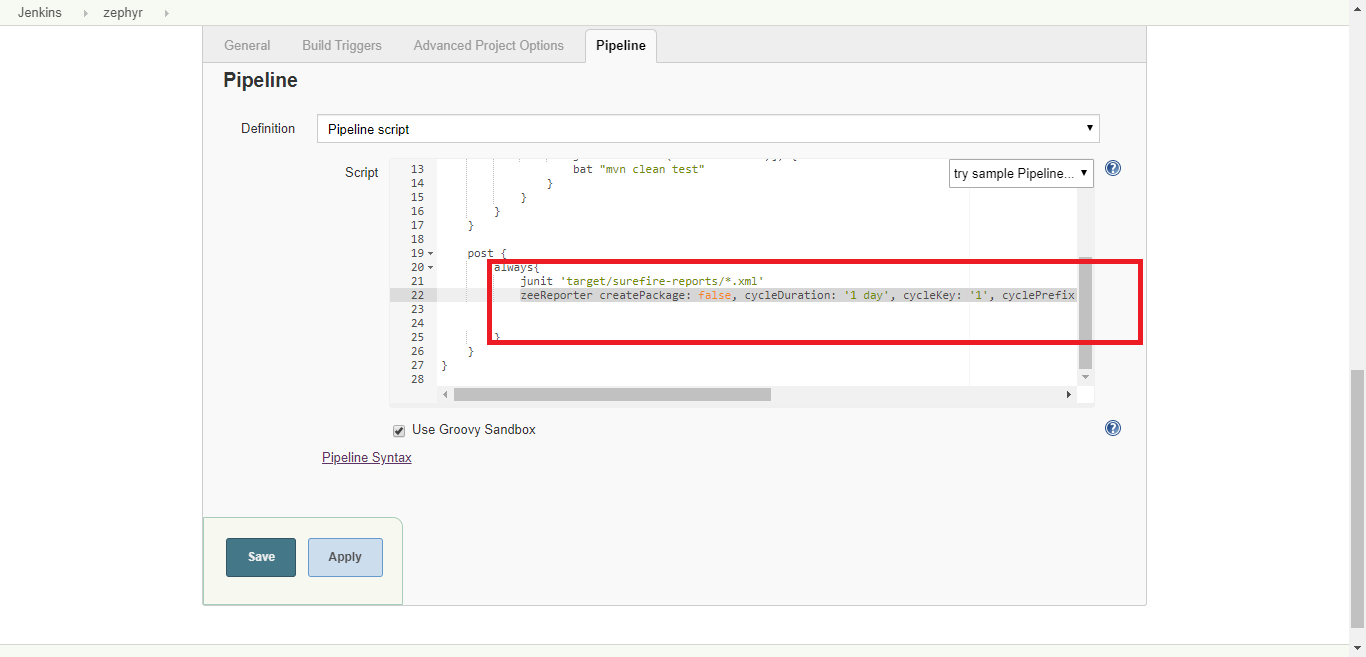 Jenkins zephyr
General Build Triggers Advanced Project Options Pipeline
Pipeline
Definition Pipeline script
Script
try sample Pipeline...
13 bat "mvn clean test"
14 }
15 }
16 }
17 }
18
19 post {
20 always{
21 junit 'target/surefire-reports/*.xml'
22 zeeReporter createPackage: false, cycleDuration: '1 day', cycleKey: '1', cyclePrefix
23
24
25 }
26 }
27 }
28
Use Groovy Sandbox
Pipeline Syntax
Save Apply